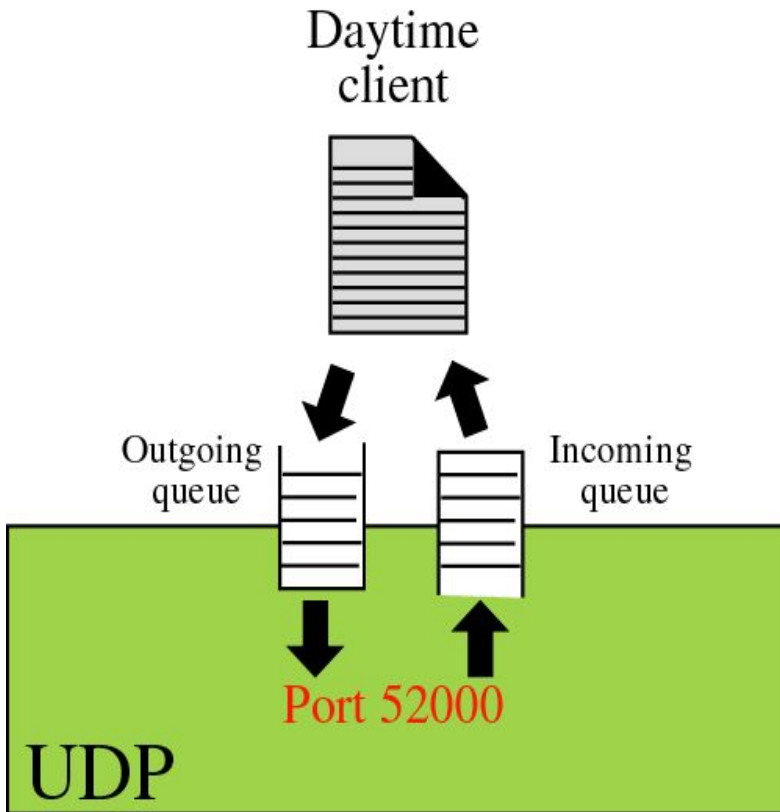 Daytime
client
Outgoing
queue
Incoming
queue
Port 52000
UDP